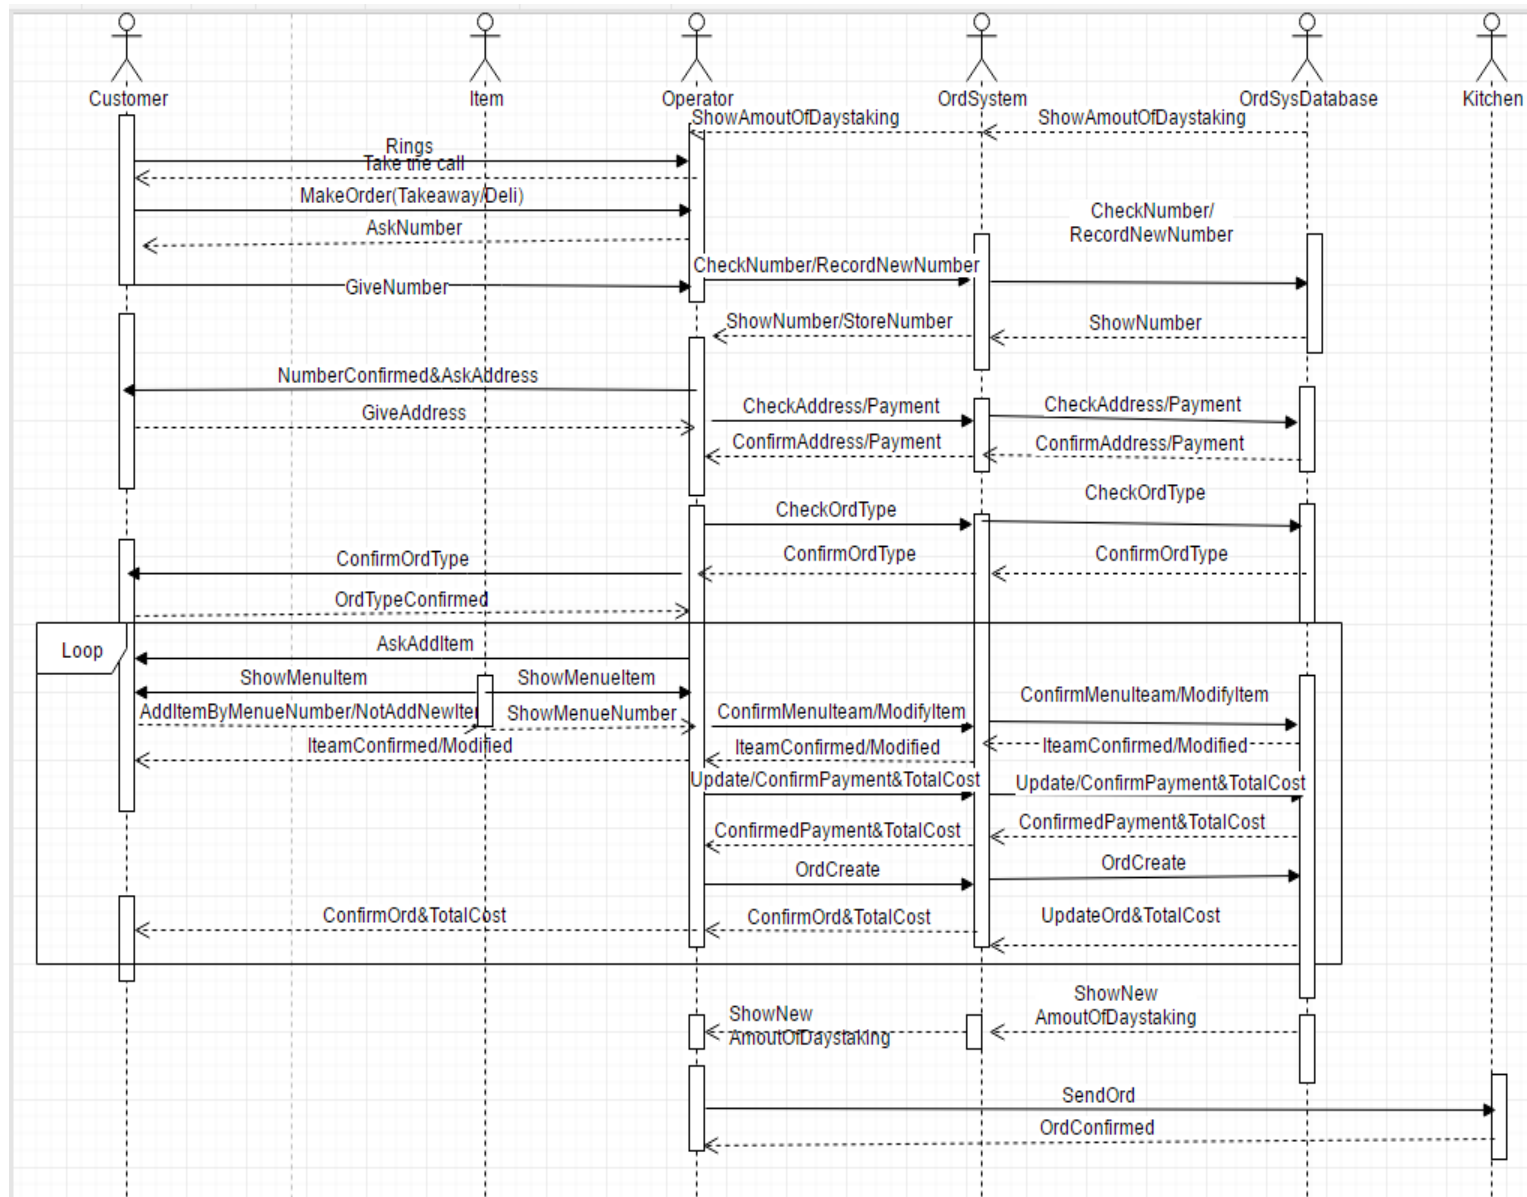 Customer
Item
Operator
OrdSystem
OrdSysDatabase
Kitchen
ShowAmoutOfDaystaking
ShowAmoutOfDaystaking
Rings
Take the call
MakeOrder(Takeaway/Deli)
AskNumber
CheckNumber/
RecordNewNumber
CheckNumber/RecordNewNumber
GiveNumber
ShowNumber/StoreNumber
ShowNumber
NumberConfirmed&AskAddress
GiveAddress
CheckAddress/Payment
CheckAddress/Payment
ConfirmAddress/Payment
ConfirmAddress/Payment
CheckOrdType
CheckOrdType
ConfirmOrdType
ConfirmOrdType
ConfirmOrdType
OrdTypeConfirmed
Loop
AskAddItem
ShowMenuItem
ShowMenueItem
ConfirmMenuIteam/ModifyItem
AddItemByMenueNumber/NotAddNewIter
ShowMenueNumber
ConfirmMenuIteam/ModifyItem
IteamConfirmed/Modified
IteamConfirmed/Modified
IteamConfirmed/Modified
Update/ConfirmPayment&TotalCost
Update/ConfirmPayment&TotalCost
ConfirmedPayment&TotalCost
ConfirmedPayment&TotalCost
OrdCreate
OrdCreate
ConfirmOrd&TotalCost
ConfirmOrd&TotalCost
UpdateOrd&TotalCost
ShowNew
AmoutOfDaystaking
ShowNew
AmoutOfDaystaking
SendOrd
OrdConfirmed